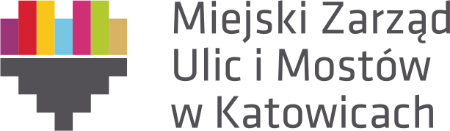 Miejski Zarząd
Ulic i Mostów
w Katowicach